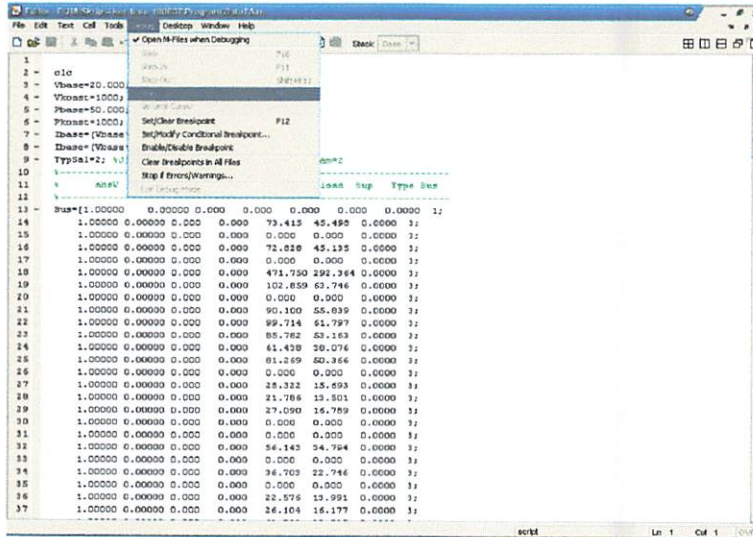 File Edit Text Cell Tools Desktop Window Help
Stack: Base
Open M-Files when Debugging
F10
F11
Set/Clear Breakpoint F12
Set/Modify Conditional Breakpoint...
Enable/Disable Breakpoint
Clear Breakpoints in All Files
Stop if Errors/Warnings...
1
2 - clc
3 - Vbase=20.000
4 - Vkonst=1000;
5 - Pbase=50.000
6 - Pkonst=1000;
7 -
8 -
9 - TypSal=2;
10
11 % absV Load Sup Type Bus
12
13 - Bus=[1.00000 0.00000 0.000 0.000 0.000 0.000 0.0000 1;
14 1.00000 0.00000 0.000 0.000 73.415 45.498 0.0000 3;
15 1.00000 0.00000 0.000 0.000 0.000 0.000 0.0000 3;
16 1.00000 0.00000 0.000 0.000 72.828 45.135 0.0000 3;
17 1.00000 0.00000 0.000 0.000 0.000 0.000 0.0000 3;
18 1.00000 0.00000 0.000 0.000 471.750 292.364 0.0000 3;
19 1.00000 0.00000 0.000 0.000 102.859 63.746 0.0000 3;
20 1.00000 0.00000 0.000 0.000 0.000 0.000 0.0000 3;
21 1.00000 0.00000 0.000 0.000 90.100 55.839 0.0000 3;
22 1.00000 0.00000 0.000 0.000 99.714 61.797 0.0000 3;
23 1.00000 0.00000 0.000 0.000 85.782 53.163 0.0000 3;
24 1.00000 0.00000 0.000 0.000 61.438 38.076 0.0000 3;
25 1.00000 0.00000 0.000 0.000 81.269 50.366 0.0000 3;
26 1.00000 0.00000 0.000 0.000 0.000 0.000 0.0000 3;
27 1.00000 0.00000 0.000 0.000 25.322 15.693 0.0000 3;
28 1.00000 0.00000 0.000 0.000 21.786 13.501 0.0000 3;
29 1.00000 0.00000 0.000 0.000 27.090 16.789 0.0000 3;
30 1.00000 0.00000 0.000 0.000 0.000 0.000 0.0000 3;
31 1.00000 0.00000 0.000 0.000 0.000 0.000 0.0000 3;
32 1.00000 0.00000 0.000 0.000 56.143 34.794 0.0000 3;
33 1.00000 0.00000 0.000 0.000 0.000 0.000 0.0000 3;
34 1.00000 0.00000 0.000 0.000 36.703 22.746 0.0000 3;
35 1.00000 0.00000 0.000 0.000 0.000 0.000 0.0000 3;
36 1.00000 0.00000 0.000 0.000 22.576 13.991 0.0000 3;
37 1.00000 0.00000 0.000 0.000 26.104 16.177 0.0000 3;
script Ln 1 Col 1